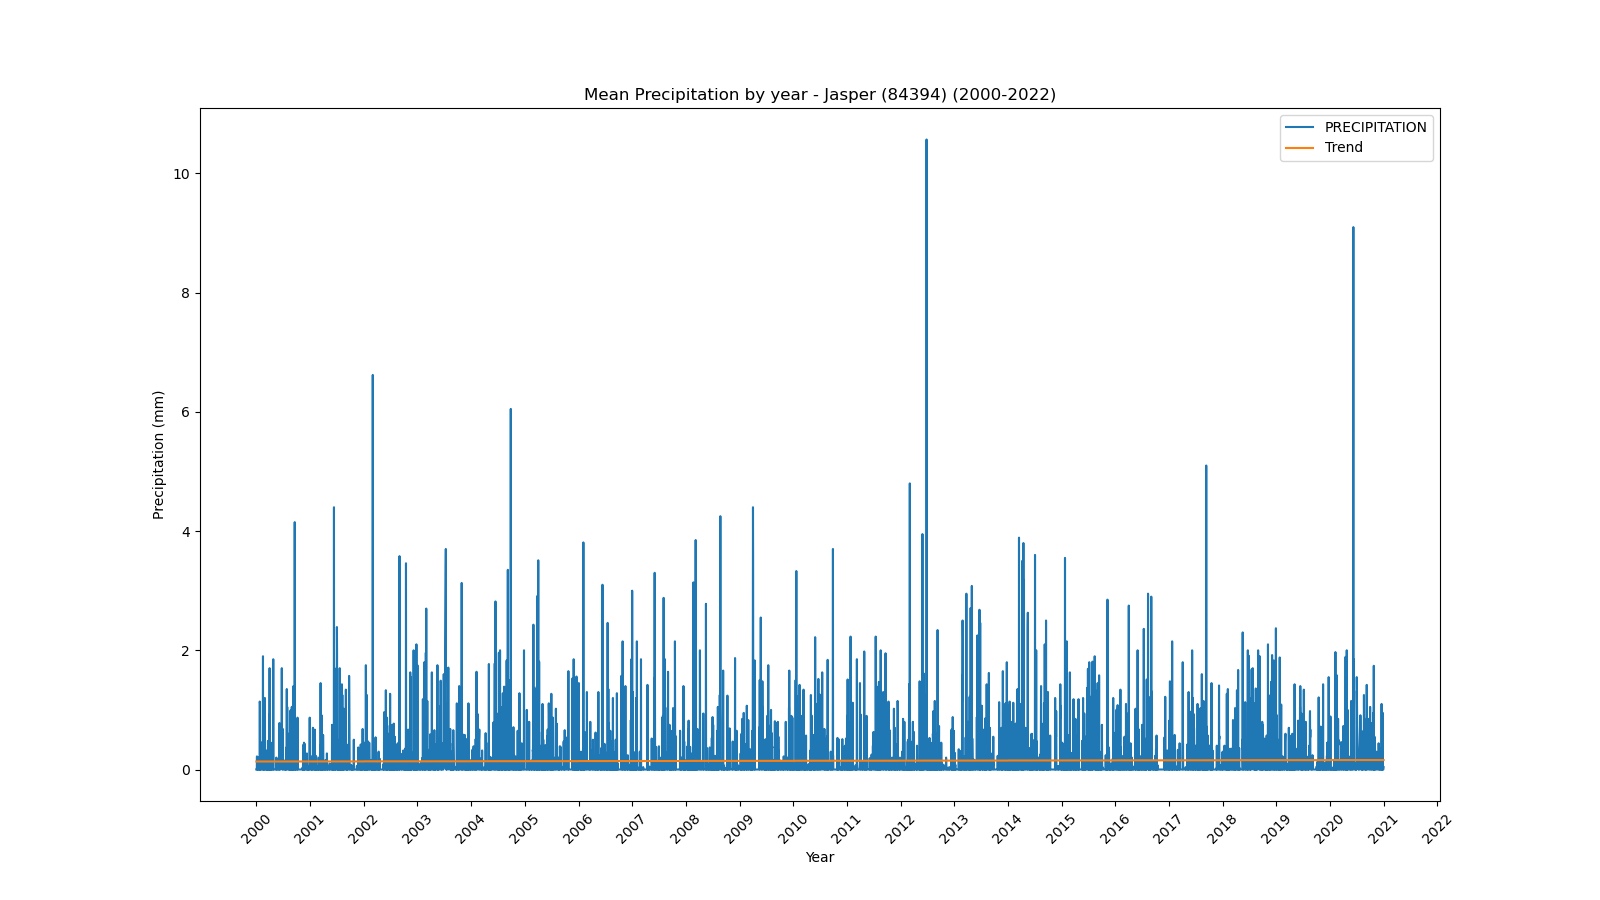 Mean Precipitation by year - Jasper (84394) (2000-2022)
PRECIPITATION
Trend
Precipitation (mm)
10
8
6
4
2
0
2000 2001 2002 2003 2004 2005 2006 2007 2008 2009 2010 2011 2012 2013 2014 2015 2016 2017 2018 2019 2020 2021 2022
Year